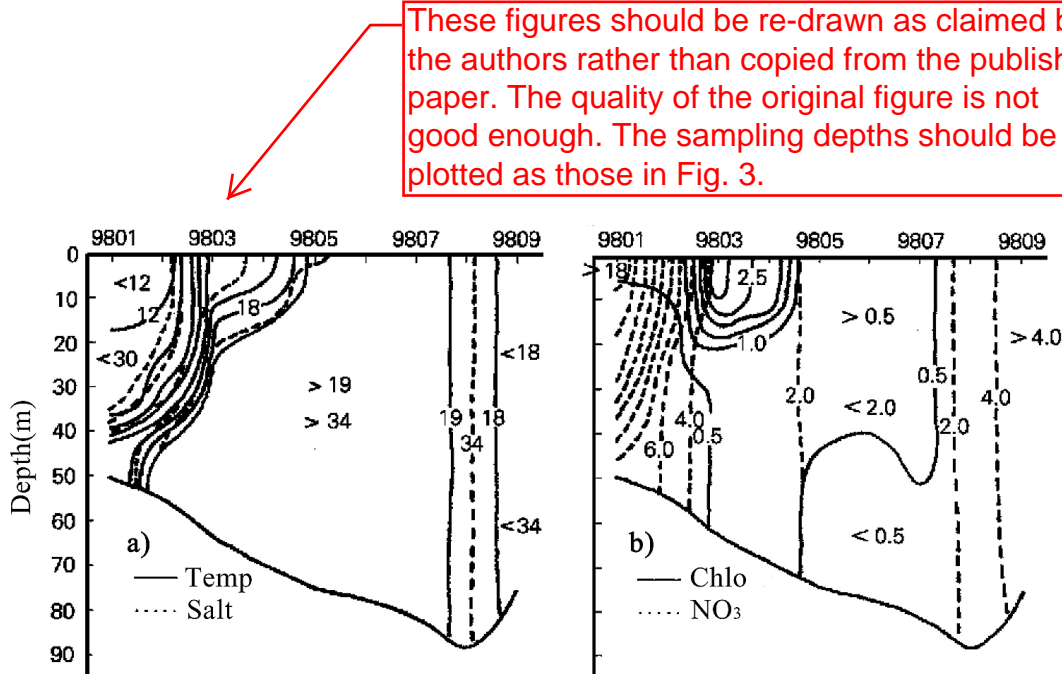 These figures should be re-drawn as claimed b
the authors rather than copied from the publish
paper. The quality of the original figure is not
good enough. The sampling depths should be
plotted as those in Fig. 3.
9801 9803 9805 9807 9809
9801 9803 9805 9807 9809
Depth(m)
0
10
20
30
40
50
60
70
80
90
<12
12
18
<30
> 19
> 34
19
34
18
<18
<34
a)
Temp
Salt
> 18
2.5
1.0
> 0.5
> 4.0
0.5
2.0
< 2.0
4.0
0.5
6.0
2.0
4.0
< 0.5
b)
Chlo
NO₃